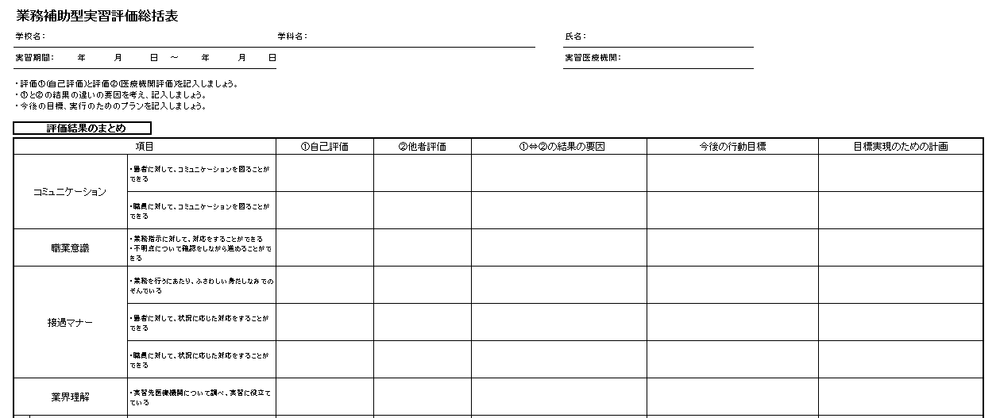 業務補助型実習評価総括表
学校名: 学科名: 氏名:
実習期間: 年 月 日 ～ 年 月 日 実習医療機関:
・評価①(自己評価)と評価②(医療機関評価)を記入しましょう。
・①と②の結果の違いの要因を考え、記入しましょう。
・今後の目標、実行のためのプランを記入しましょう。
評価結果のまとめ
項目 ①自己評価 ②他者評価 ①⇔②の結果の要因 今後の行動目標 目標実現のための計画
コミュニケーション
・患者に対して、コミュニケーションを図ることが
できる
・職員に対して、コミュニケーションを図ることが
できる
職業意識
・業務指示に対して、対応をすることができる
・不明点について確認をしながら進めることがで
きる
接遇マナー
・業務を行うにあたり、ふさわしい身だしなみでの
ぞんでいる
・患者に対して、状況に応じた対応をすることが
できる
・職員に対して、状況に応じた対応をすることが
できる
業界理解
・実習先医療機関について調べ、実習に役立て
ている